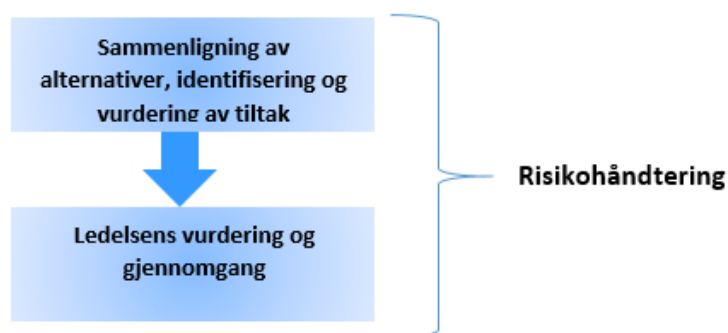 Sammenligning av
alternativer, identifisering og
vurdering av tiltak
Risikohåndtering
Ledelsens vurdering og
gjennomgang